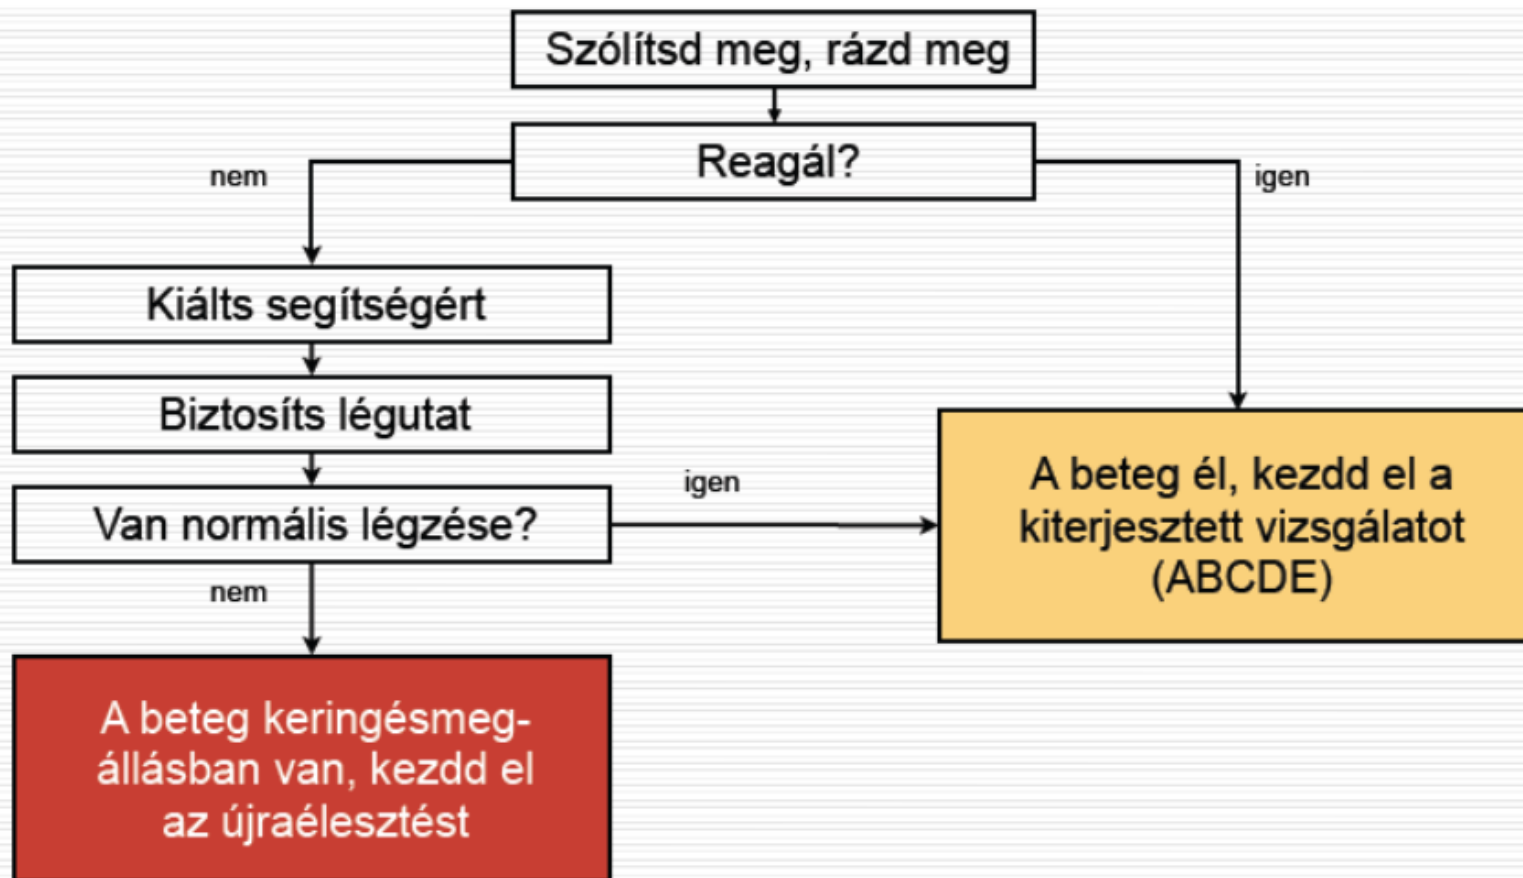 Szólítsd meg, rázd meg
Reagál?
nem
igen
Kiálts segítségért
Biztosíts légutat
Van normális légzése?
igen
A beteg él, kezdd el a
kiterjesztett vizsgálatot
(ABCDE)
nem
A beteg keringésmeg-
állásban van, kezdd el
az újraélesztést